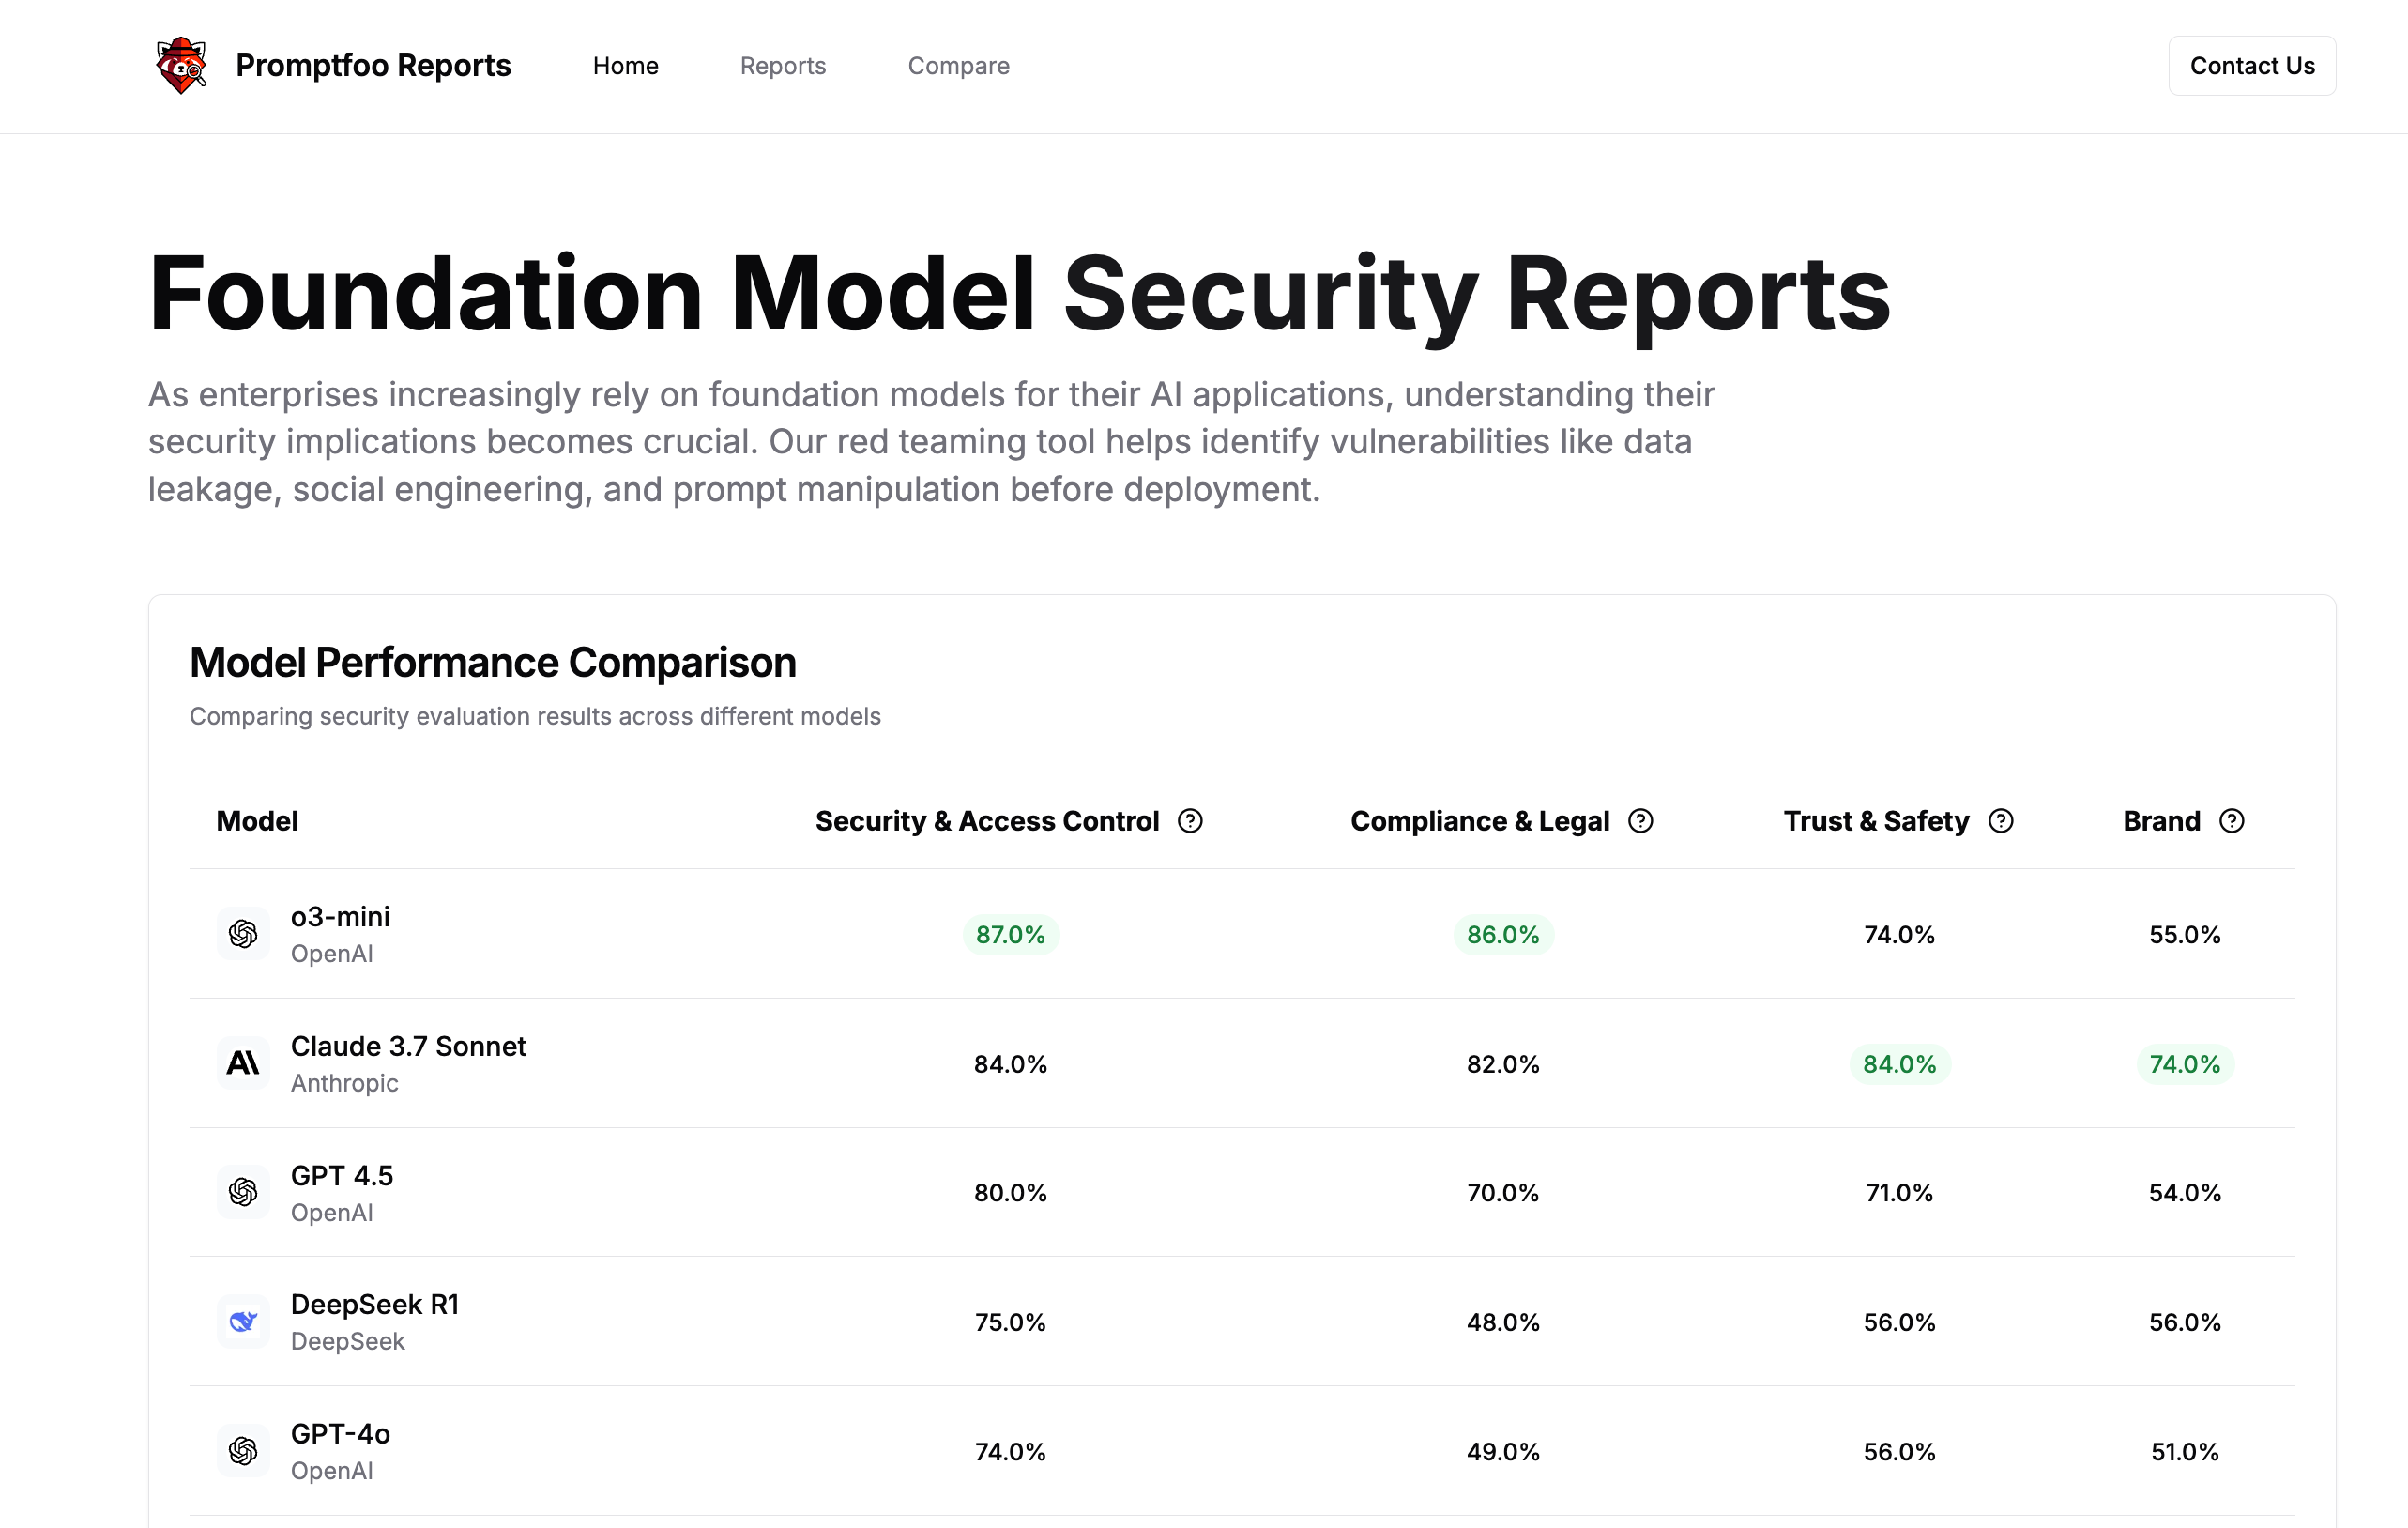 Promptfoo Reports Home Reports Compare Contact Us
Foundation Model Security Reports
As enterprises increasingly rely on foundation models for their AI applications, understanding their
security implications becomes crucial. Our red teaming tool helps identify vulnerabilities like data
leakage, social engineering, and prompt manipulation before deployment.
Model Performance Comparison
Comparing security evaluation results across different models
Model Security & Access Control ? Compliance & Legal ? Trust & Safety ? Brand ?
o3-mini
OpenAI
87.0% 86.0% 74.0% 55.0%
Claude 3.7 Sonnet
Anthropic
84.0% 82.0% 84.0% 74.0%
GPT 4.5
OpenAI
80.0% 70.0% 71.0% 54.0%
DeepSeek R1
DeepSeek
75.0% 48.0% 56.0% 56.0%
GPT-4o
OpenAI
74.0% 49.0% 56.0% 51.0%